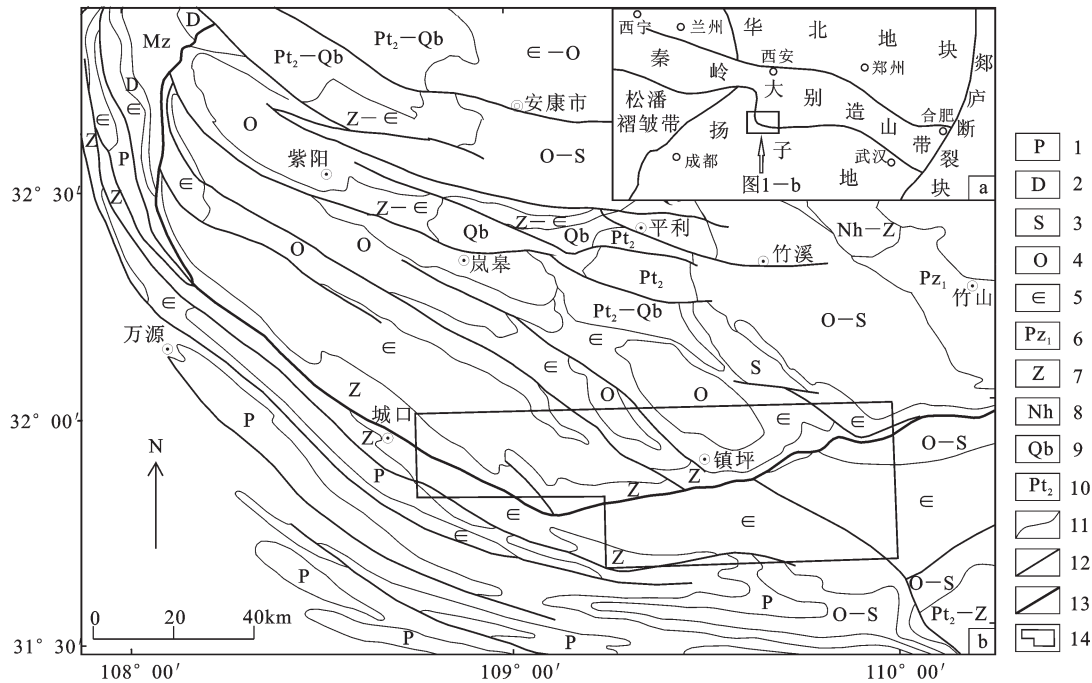 西宁
兰州
华北地块
西安
郑州
秦岭大别造山带
合肥
郯庐断裂
松潘
褶皱带
扬子地块
成都
武汉
图1-b
a
D
Mz
Pt₂-Qb
Pt₂-Qb
∈-O
D
∈
∈
安康市
Z
P
Z-∈
O
O-S
Z
紫阳
32° 30′
∈
Z-∈
Z-∈
Qb
Qb
Pt₂
平利
Nh-Z
O
O
岚皋
竹溪
Pt₂
Pz₁
竹山
∈
Pt₂-Qb
O-S
万源
∈
∈
∈
S
Z
O
O
P
城口
∈
∈
32° 00′
Z
O-S
镇坪
P
Z
Z
N
∈
∈
∈
∈
Z
P
O-S
P
O-S
Pt₂-Z
0 20 40km
P
P
b
31° 30′
108° 00′
109° 00′
110° 00′
P 1
D 2
S 3
O 4
∈ 5
Pz₁ 6
Z 7
Nh 8
Qb 9
Pt₂ 10
11
12
13
14